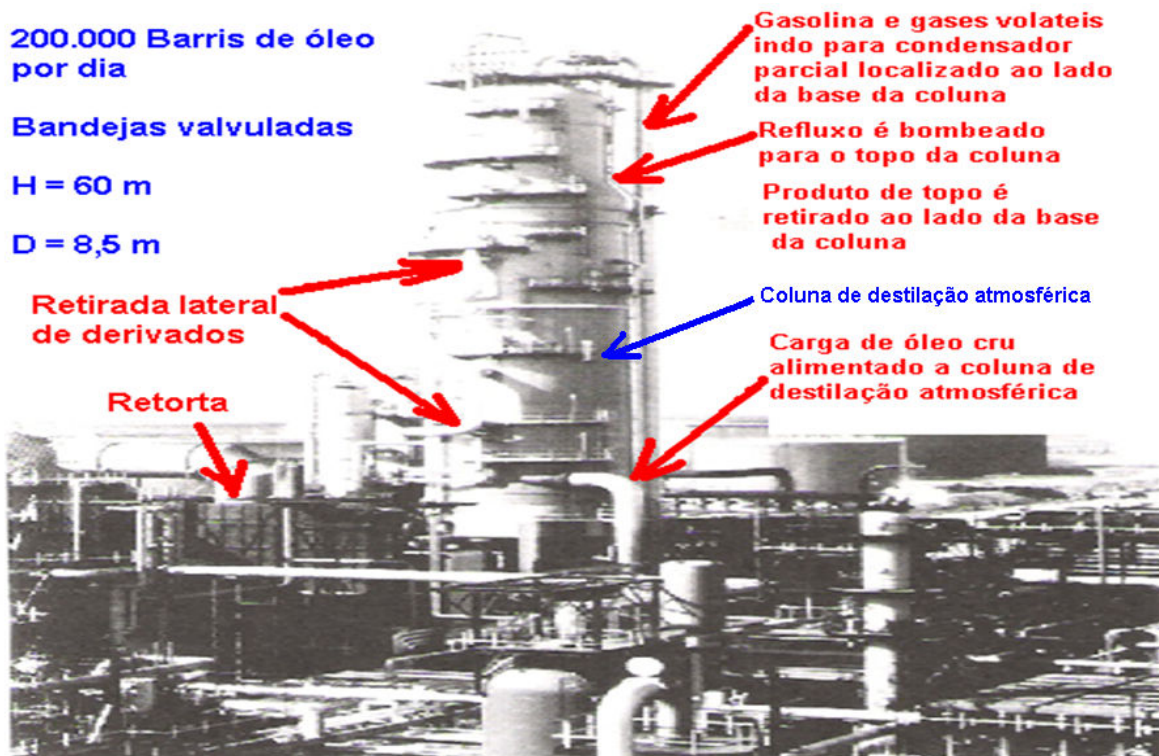 200.000 Barris de óleo
por dia
Bandejas valvuladas
H = 60 m
D = 8,5 m
Retirada lateral
de derivados
Retorta
Gasolina e gases volateis
indo para condensador
parcial localizado ao lado
da base da coluna
Refluxo é bombeado
para o topo da coluna
Produto de topo é
retirado ao lado da base
da coluna
Coluna de destilação atmosférica
Carga de óleo cru
alimentado a coluna de
destilação atmosférica